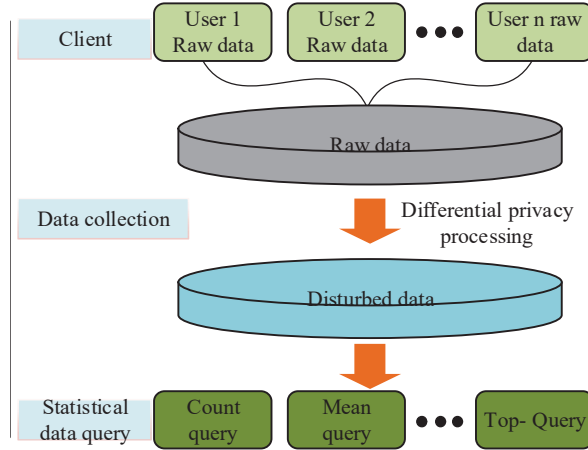 Client
User 1
Raw data
User 2
Raw data
User n raw
data
Raw data
Data collection
Differential privacy
processing
Disturbed data
Statistical
data query
Count
query
Mean
query
Top- Query